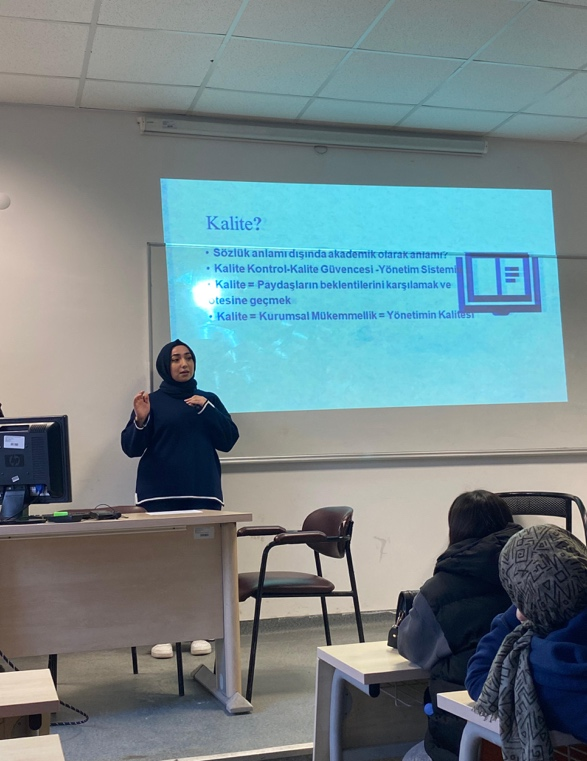 Kalite?
• Sözlük anlamı dışında akademik olarak anlamı?
• Kalite Kontrol-Kalite Güvencesi -Yönetim Sistemi
• Kalite = Paydaşların beklentilerini karşılamak ve
ötesine geçmek
• Kalite = Kurumsal Mükemmellik = Yönetimin Kalitesi
hp